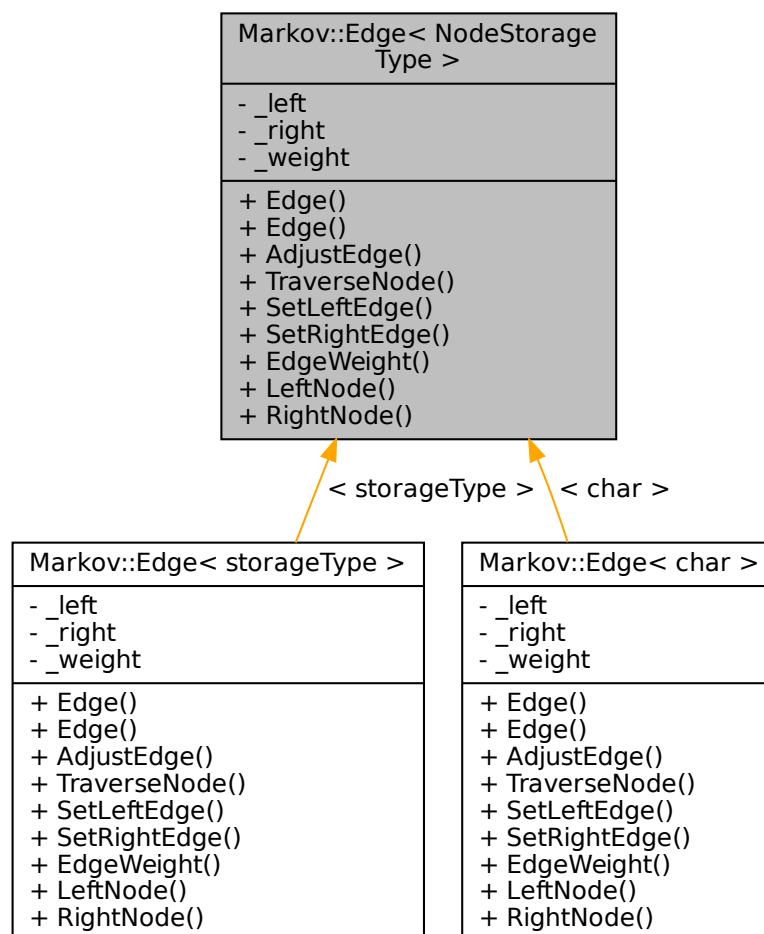 Markov::Edge< NodeStorage
Type >
- _left
- _right
- _weight
+ Edge()
+ Edge()
+ AdjustEdge()
+ TraverseNode()
+ SetLeftEdge()
+ SetRightEdge()
+ EdgeWeight()
+ LeftNode()
+ RightNode()
< storageType >
< char >
Markov::Edge< storageType >
- _left
- _right
- _weight
+ Edge()
+ Edge()
+ AdjustEdge()
+ TraverseNode()
+ SetLeftEdge()
+ SetRightEdge()
+ EdgeWeight()
+ LeftNode()
+ RightNode()
Markov::Edge< char >
- _left
- _right
- _weight
+ Edge()
+ Edge()
+ AdjustEdge()
+ TraverseNode()
+ SetLeftEdge()
+ SetRightEdge()
+ EdgeWeight()
+ LeftNode()
+ RightNode()